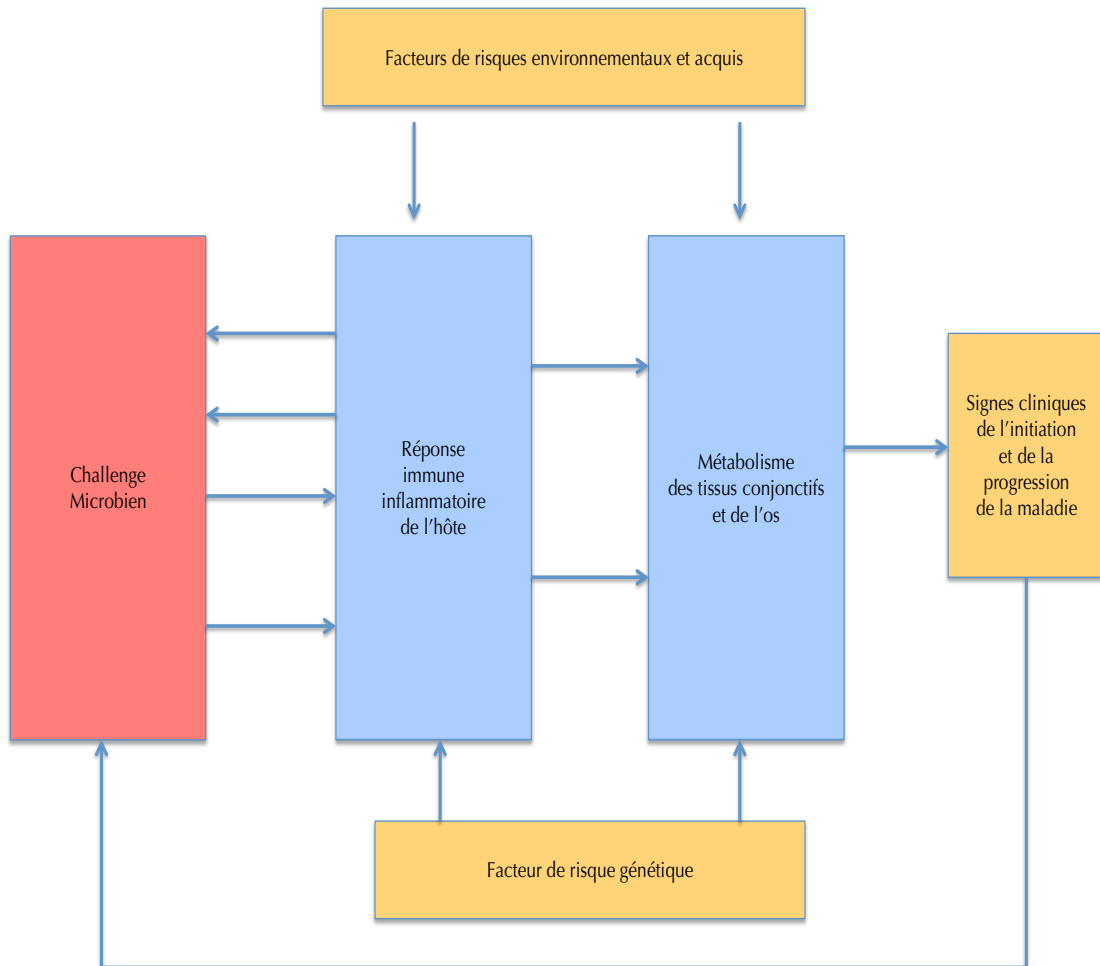 Facteurs de risques environnementaux et acquis
Challenge
Microbien
Réponse
immune
inflammatoire
de l'hôte
Métabolisme
des tissus conjonctifs
et de l'os
Signes cliniques
de l'initiation
et de la
progression
de la maladie
Facteur de risque génétique